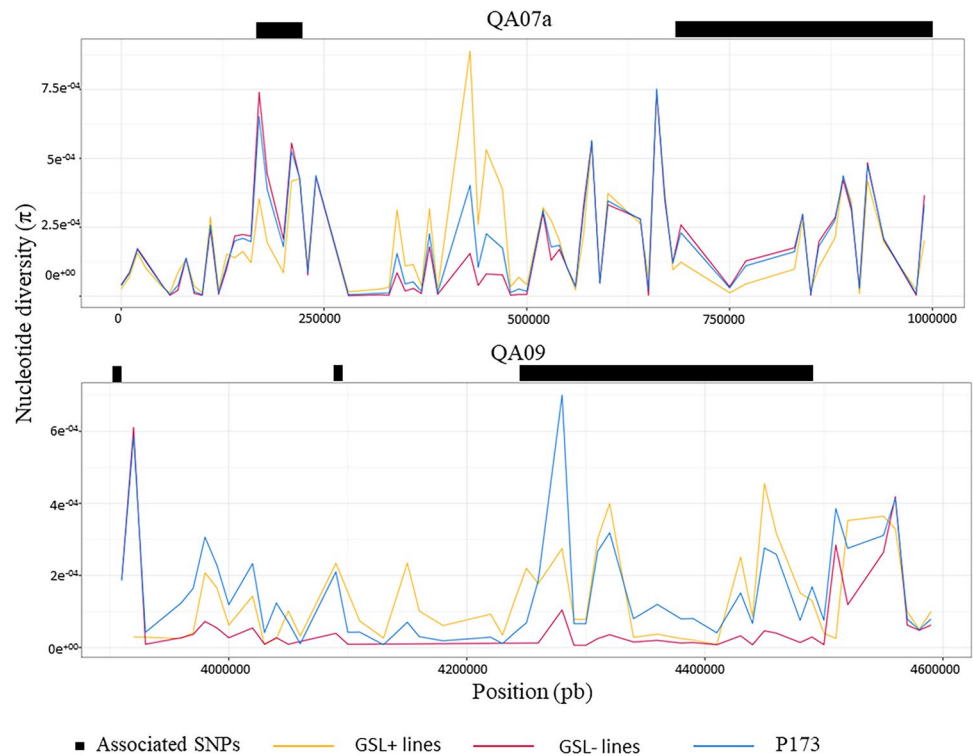 QA07a
7.5e-04
5e-04
2.5e-04
0e+00
0 250000 500000 750000 1000000
Nucleotide diversity (π)
QA09
6e-04
4e-04
2e-04
0e+00
4000000 4200000 4400000 4600000
Position (pb)
Associated SNPs GSL+ lines GSL- lines P173